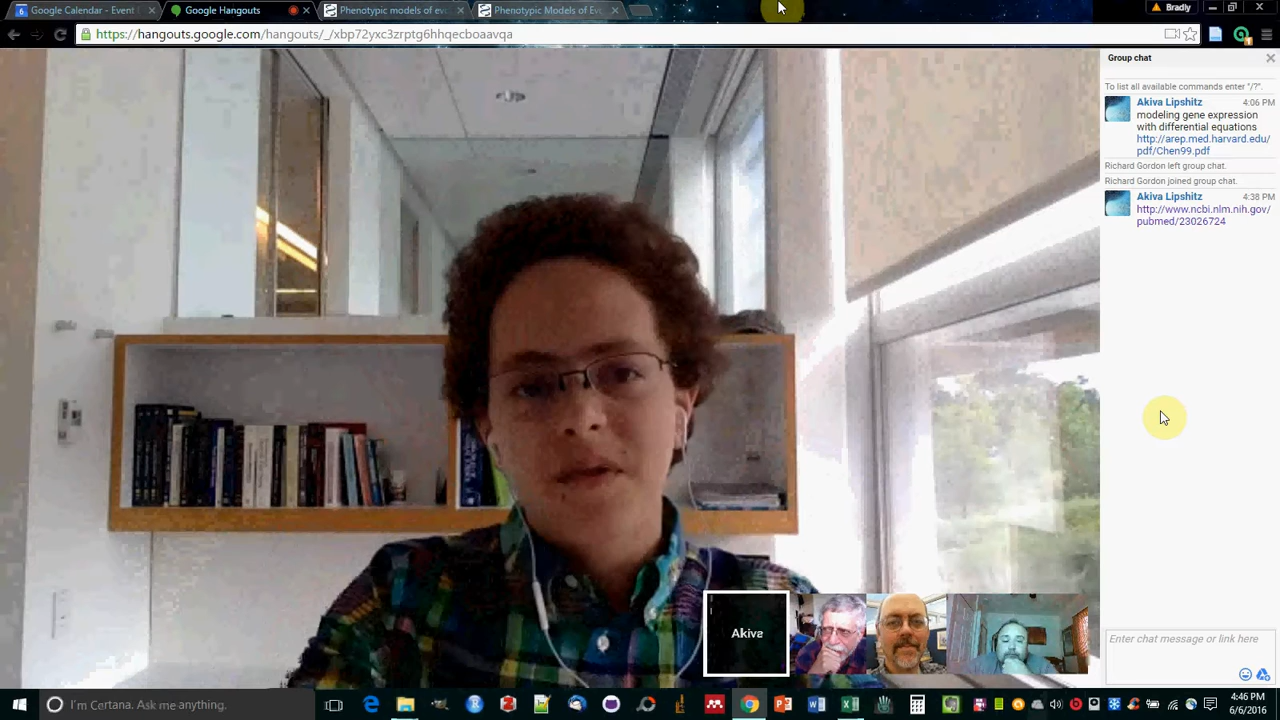 Google Calendar - Event
Google Hangouts
Phenotypic models of evo
Phenotypic Models of Evo
Bradly
https://hangouts.google.com/hangouts/_/xbp72yxc3zrptg6hhqecboaavqa
Group chat
To list all available commands enter "/?".
Akiva Lipshitz 4:06 PM
modeling gene expression
with differential equations
http://arep.med.harvard.edu/
pdf/Chen99.pdf
Richard Gordon left group chat.
Richard Gordon joined group chat.
Akiva Lipshitz 4:38 PM
http://www.ncbi.nlm.nih.gov/
pubmed/23026724
Akiva
Enter chat message or link here
I'm Cortana. Ask me anything.
4:46 PM
6/6/2016